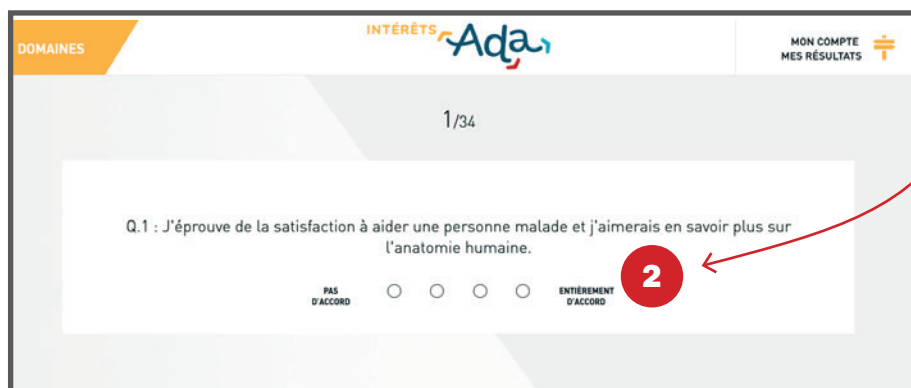 DOMAINES
INTÉRÊTS
Ada
MON COMPTE
MES RÉSULTATS
1/34
Q.1 : J'éprouve de la satisfaction à aider une personne malade et j'aimerais en savoir plus sur
l'anatomie humaine.
PAS
D'ACCORD
ENTIÈREMENT
D'ACCORD
2